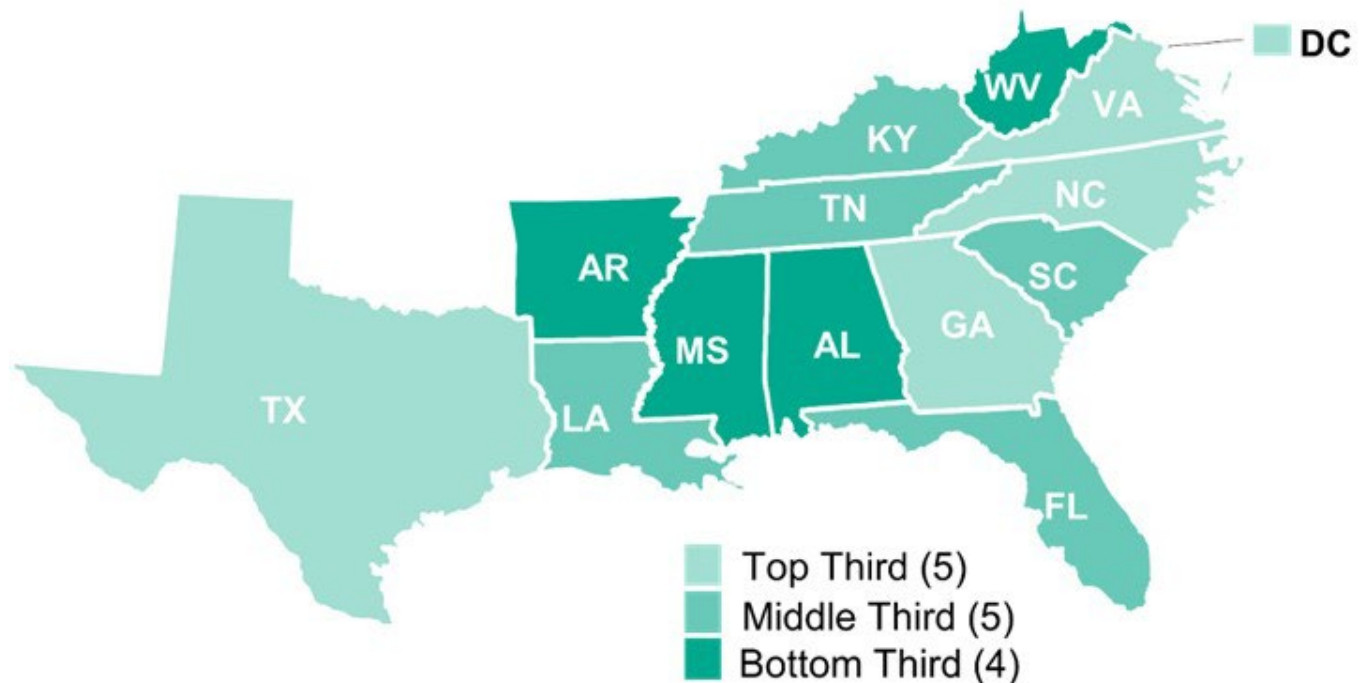 DC
WV
VA
KY
NC
TN
AR
SC
GA
MS
AL
TX
LA
FL
Top Third (5)
Middle Third (5)
Bottom Third (4)